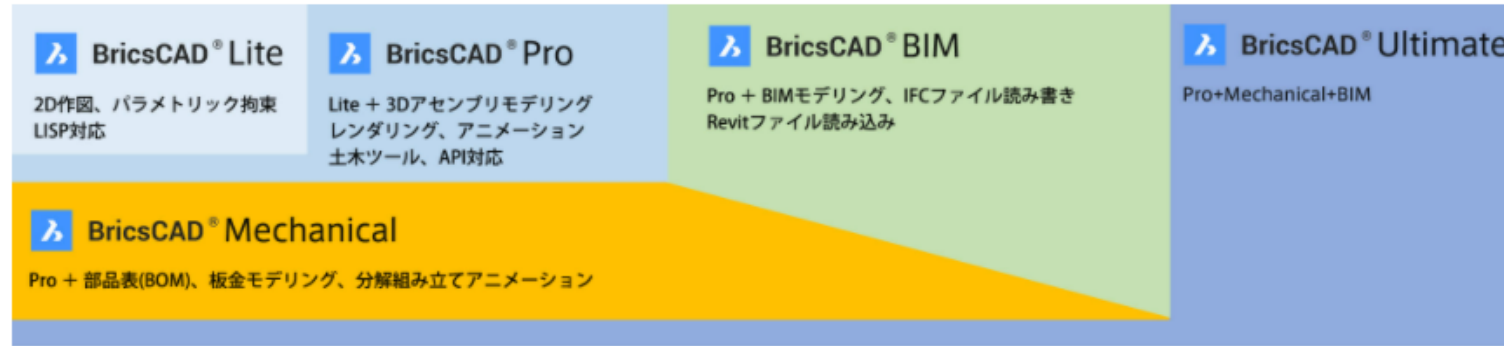 BricsCAD® Lite
2D作図、パラメトリック拘束
LISP対応
BricsCAD® Pro
Lite + 3Dアセンブリモデリング
レンダリング、アニメーション
土木ツール、API対応
BricsCAD® BIM
Pro + BIMモデリング、IFCファイル読み書き
Revitファイル読み込み
BricsCAD® Ultimate
Pro+Mechanical+BIM
BricsCAD® Mechanical
Pro + 部品表(BOM)、板金モデリング、分解組み立てアニメーション